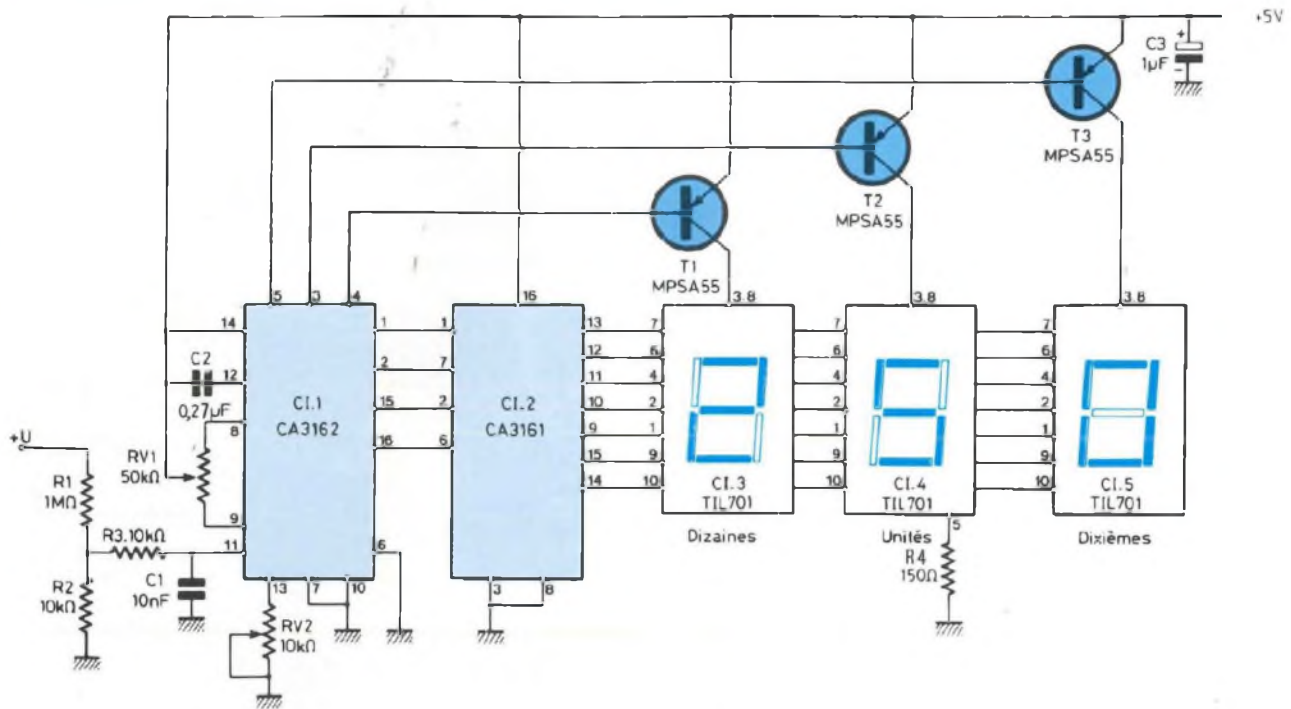 +5V
C3
1µF
+
-
T3
MPSA55
T2
MPSA55
T1
MPSA55
5
3
4
16
3.8
3.8
3.8
14
C2
12
0,27µF
8
RV1
50kΩ
9
11
+U
R1
1MΩ
R3.10kΩ
R2
10kΩ
C1
10nF
CI.1
CA3162
1
2
15
16
6
13
7
10
RV2
10kΩ
1
7
2
6
CI.2
CA3161
13
12
11
10
9
15
14
3
8
7
6
4
2
1
9
10
CI.3
TIL701
Dizaines
7
6
4
2
1
9
10
CI.4
TIL701
Unités
5
R4
150Ω
7
6
4
2
1
9
10
CI.5
TIL701
Dixièmes